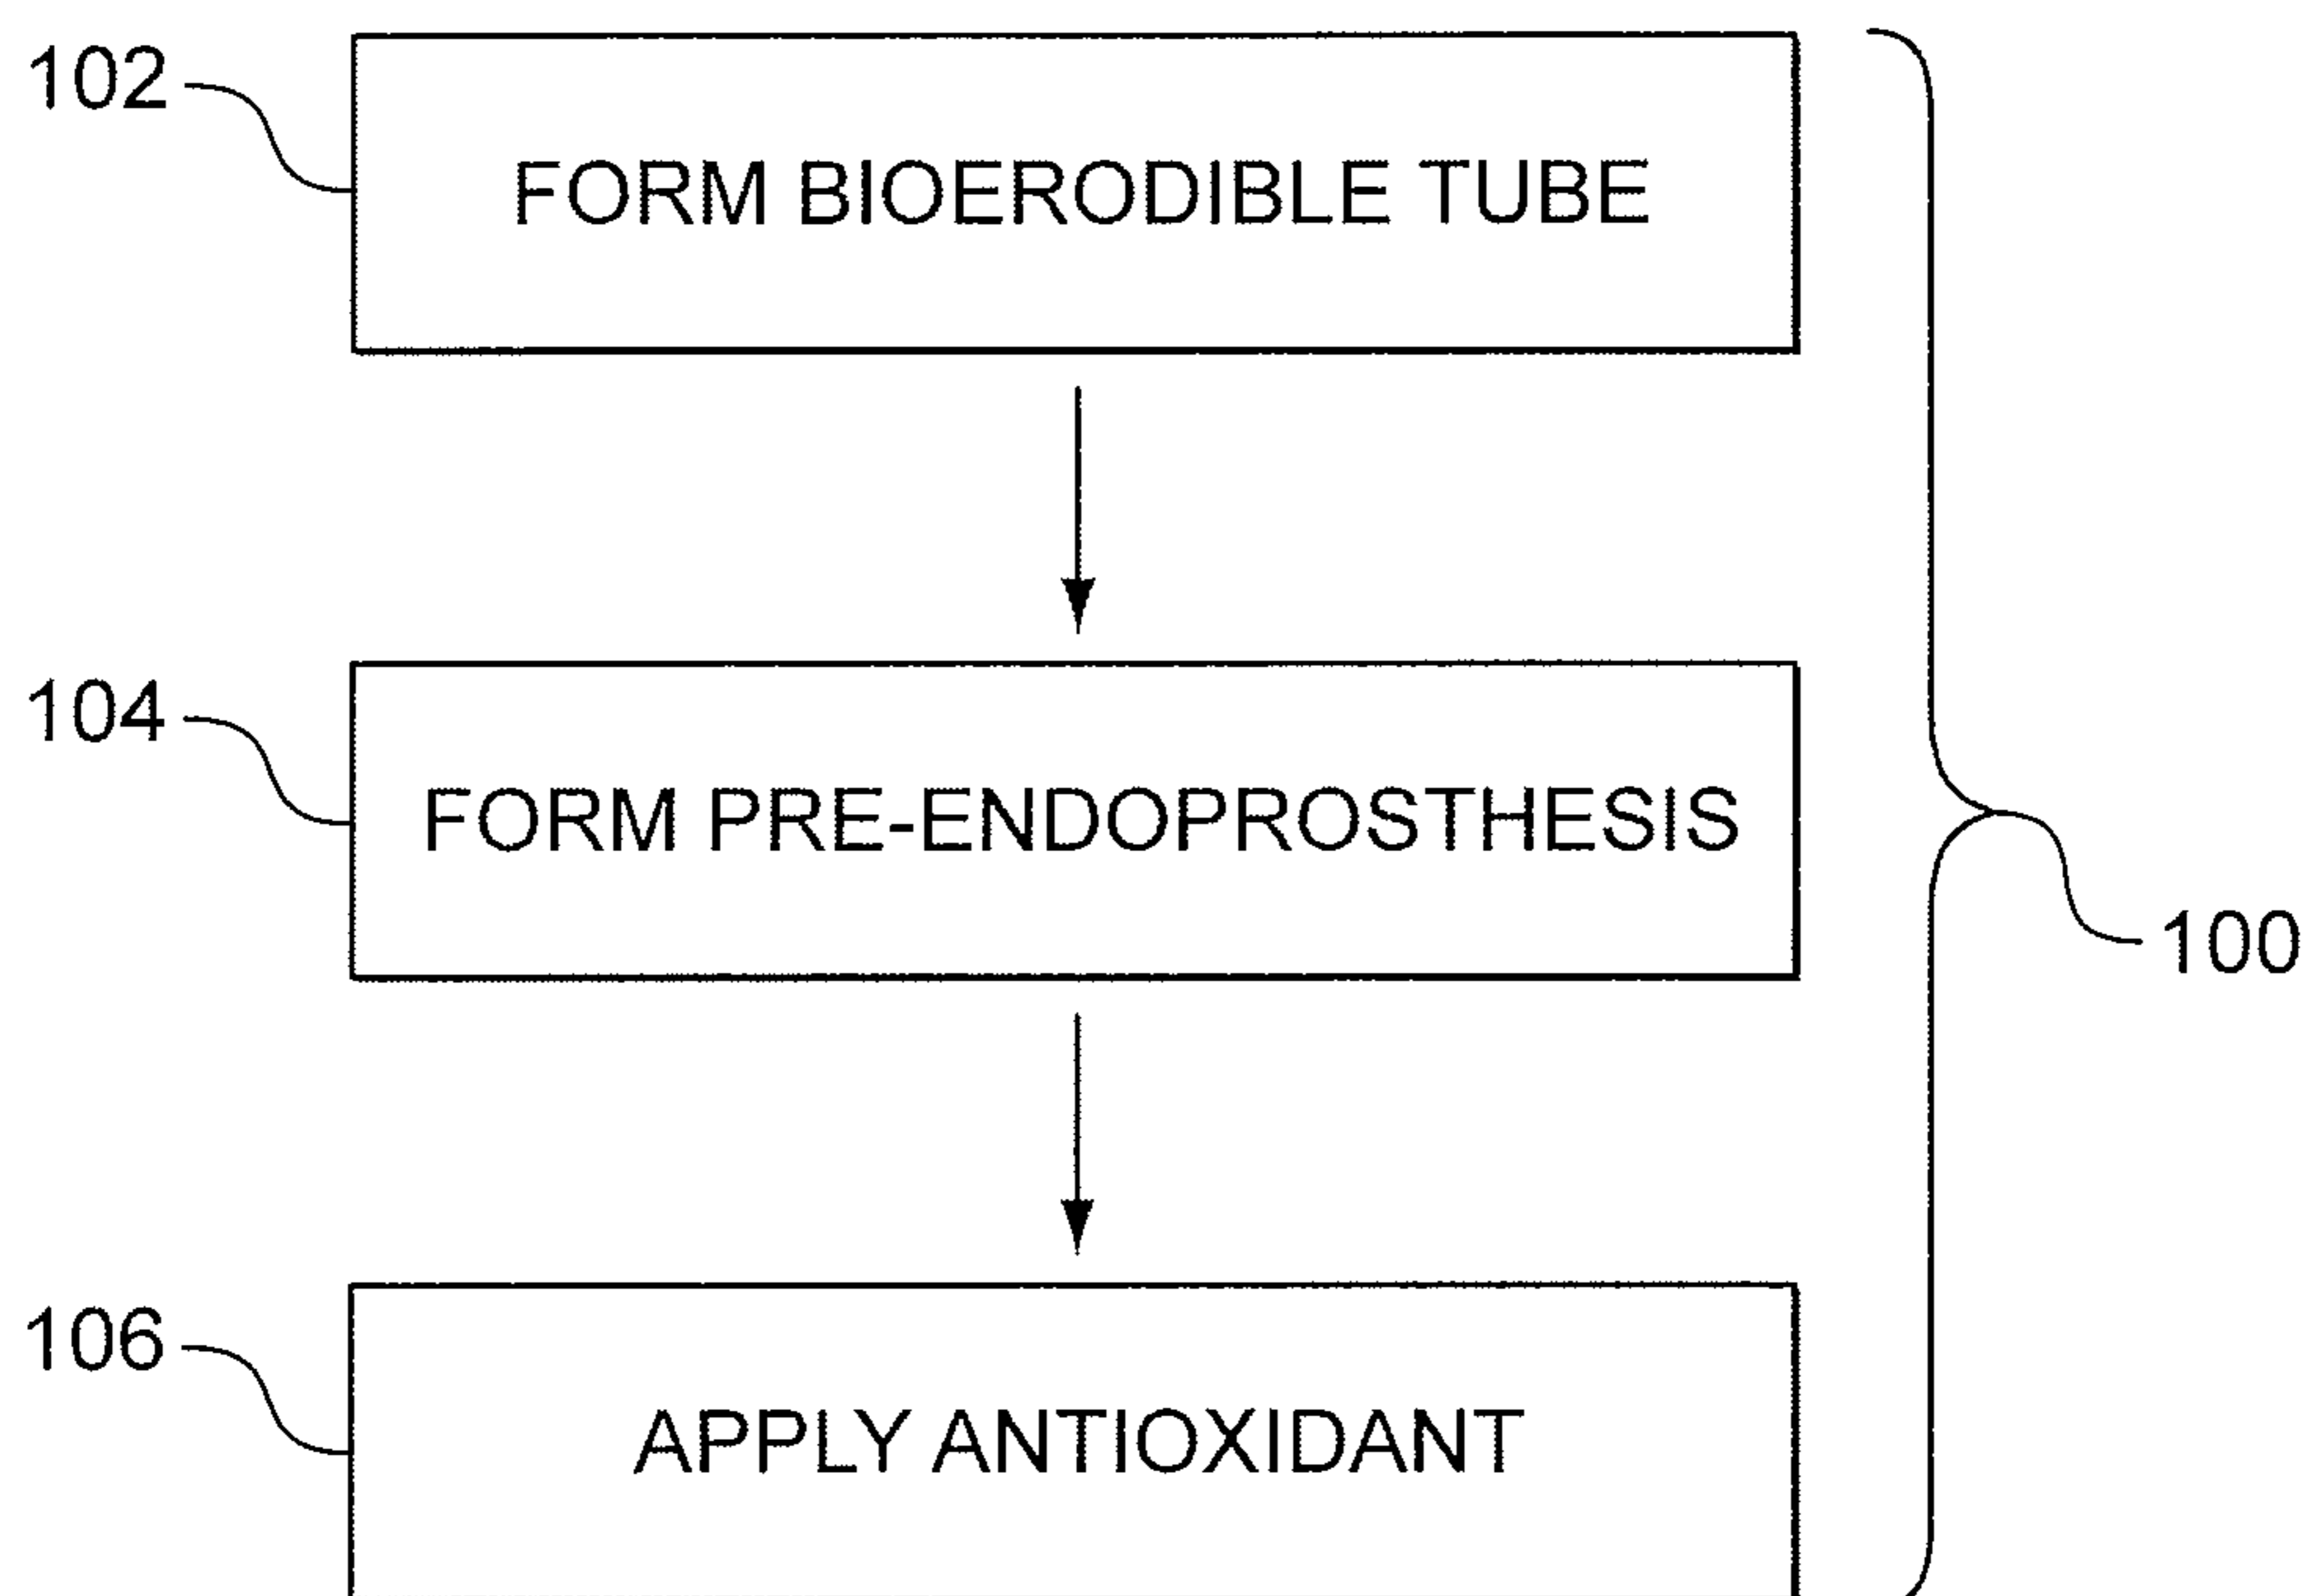 102
FORM BIOERODIBLE TUBE
104
FORM PRE-ENDOPROSTHESIS
100
106
APPLY ANTIOXIDANT